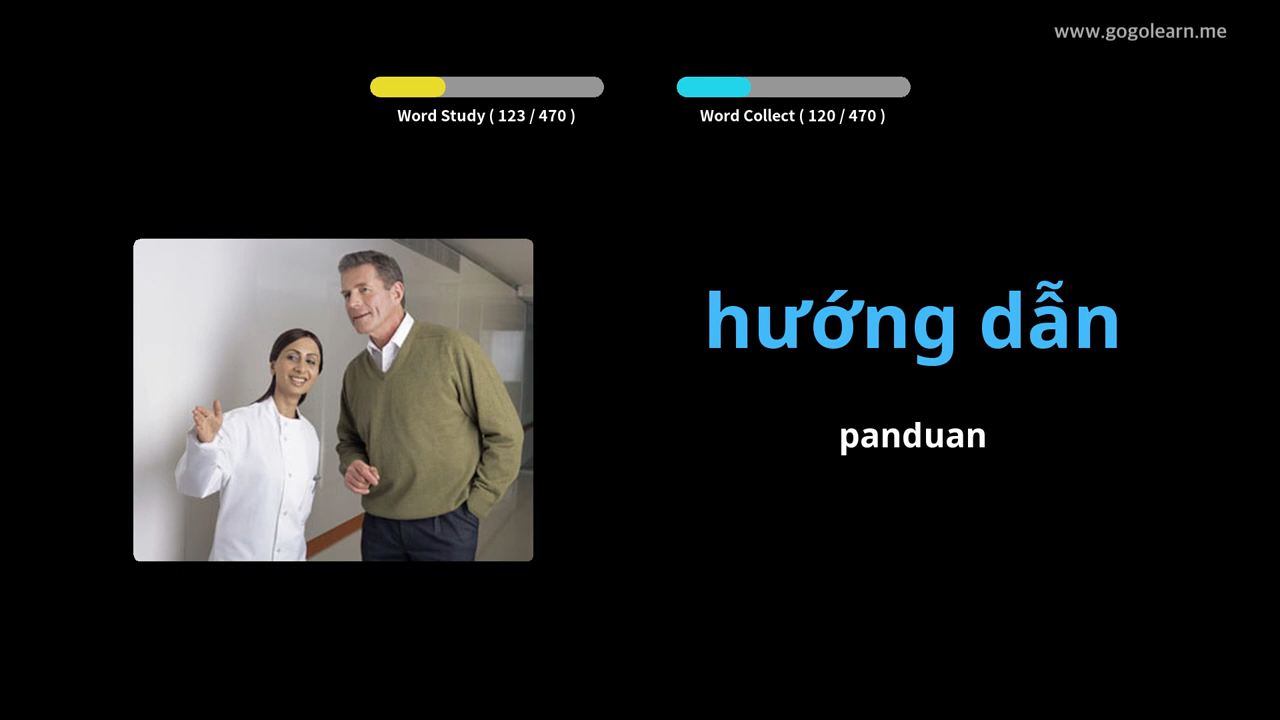 www.gogolearn.me
Word Study ( 123 / 470 )
Word Collect ( 120 / 470 )
hướng dẫn
panduan